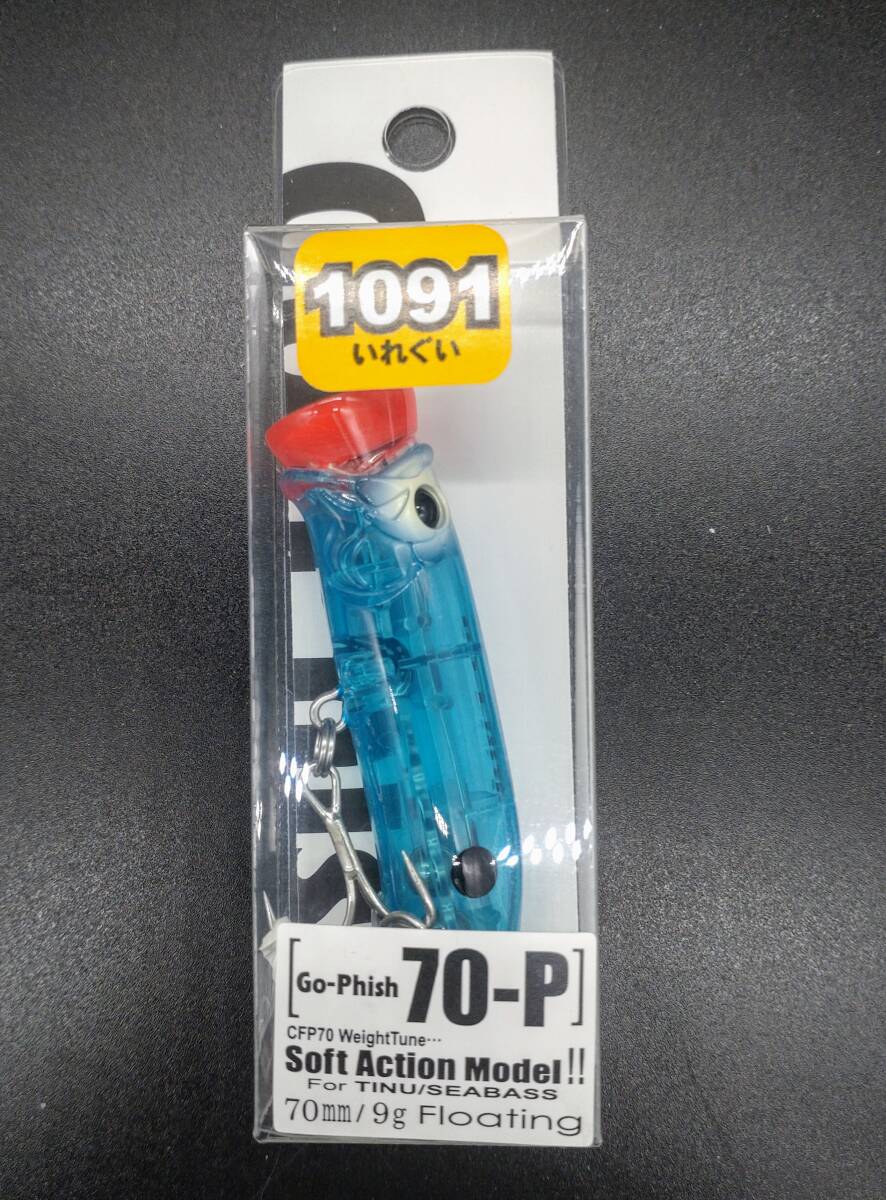 1091
いれぐい
[Go-Phish 70-P]
CFP70 WeightTune…
Soft Action Model!!
For TINU/SEABASS
70mm/9g Floating